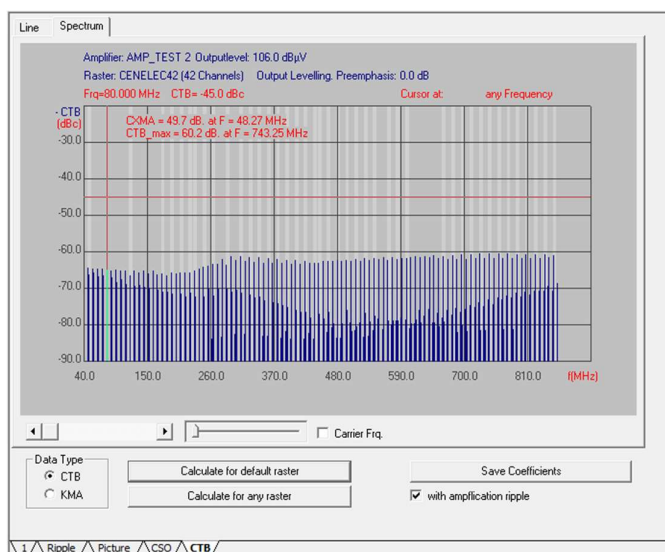 Line Spectrum
Amplifier: AMP_TEST 2 Outputlevel: 106.0 dBµV
Raster: CENELEC42 (42 Channels) Output Levelling. Preemphasis: 0.0 dB
Frq=80.000 MHz CTB= -45.0 dBc Cursor at: any Frequency
- CTB
(dBc)
CXMA = 49.7 dB. at F = 48.27 MHz
CTB_max = 60.2 dB. at F = 743.25 MHz
-30.0
-40.0
-50.0
-60.0
-70.0
-80.0
-90.0
40.0 150.0 260.0 370.0 480.0 590.0 700.0 810.0 f(MHz)
Carrier Frq.
Data Type
CTB
KMA
Calculate for default raster
Calculate for any raster
Save Coefficients
with ampflication ripple
1 Ripple Picture CSO CTB